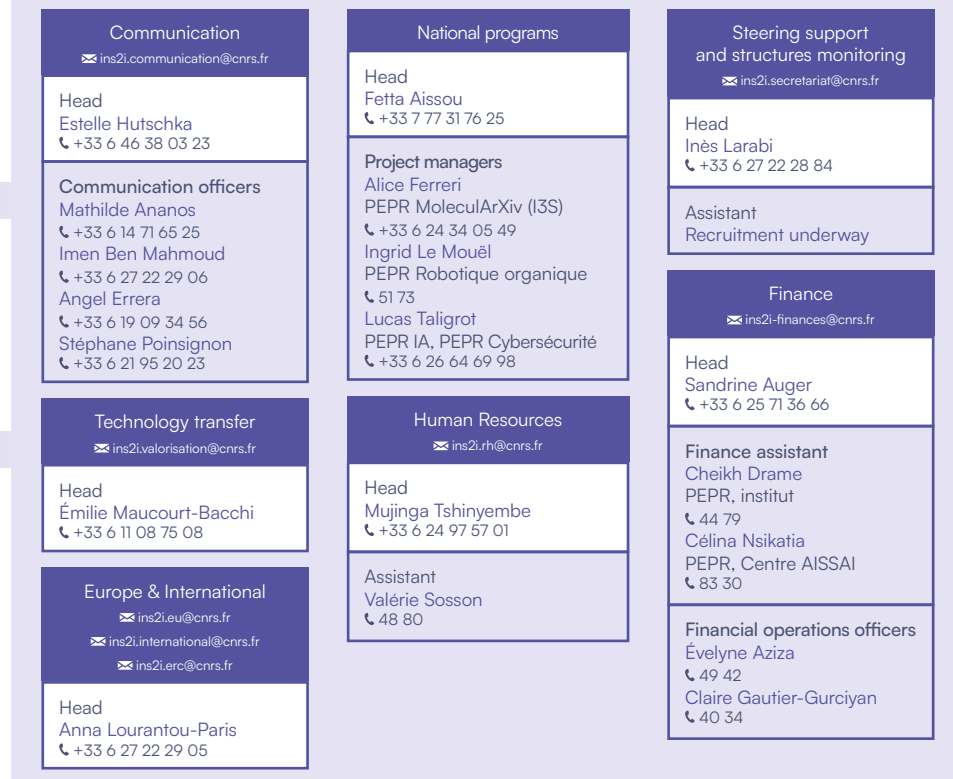 Communication
ins2i.communication@cnrs.fr
Head
Estelle Hutschka
+33 6 46 38 03 23
Communication officers
Mathilde Ananos
+33 6 14 71 65 25
Imen Ben Mahmoud
+33 6 27 22 29 06
Angel Errera
+33 6 19 09 34 56
Stéphane Poinsignon
+33 6 21 95 20 23
Technology transfer
ins2i.valorisation@cnrs.fr
Head
Émilie Maucourt-Bacchi
+33 6 11 08 75 08
Europe & International
ins2i.eu@cnrs.fr
ins2i.international@cnrs.fr
ins2i.erc@cnrs.fr
Head
Anna Lourantou-Paris
+33 6 27 22 29 05
National programs
Head
Fetta Aissou
+33 7 77 31 76 25
Project managers
Alice Ferreri
PEPR MoleculArXiv (I3S)
+33 6 24 34 05 49
Ingrid Le Mouël
PEPR Robotique organique
51 73
Lucas Taligrot
PEPR IA, PEPR Cybersécurité
+33 6 26 64 69 98
Human Resources
ins2i.rh@cnrs.fr
Head
Mujinga Tshinyembe
+33 6 24 97 57 01
Assistant
Valérie Sosson
48 80
Steering support
and structures monitoring
ins2i.secretariat@cnrs.fr
Head
Inès Larabi
+33 6 27 22 28 84
Assistant
Recruitment underway
Finance
ins2i-finances@cnrs.fr
Head
Sandrine Auger
+33 6 25 71 36 66
Finance assistant
Cheikh Drame
PEPR, institut
44 79
Célina Nsikatia
PEPR, Centre AISSAI
83 30
Financial operations officers
Évelyne Aziza
49 42
Claire Gautier-Gurciyan
40 34